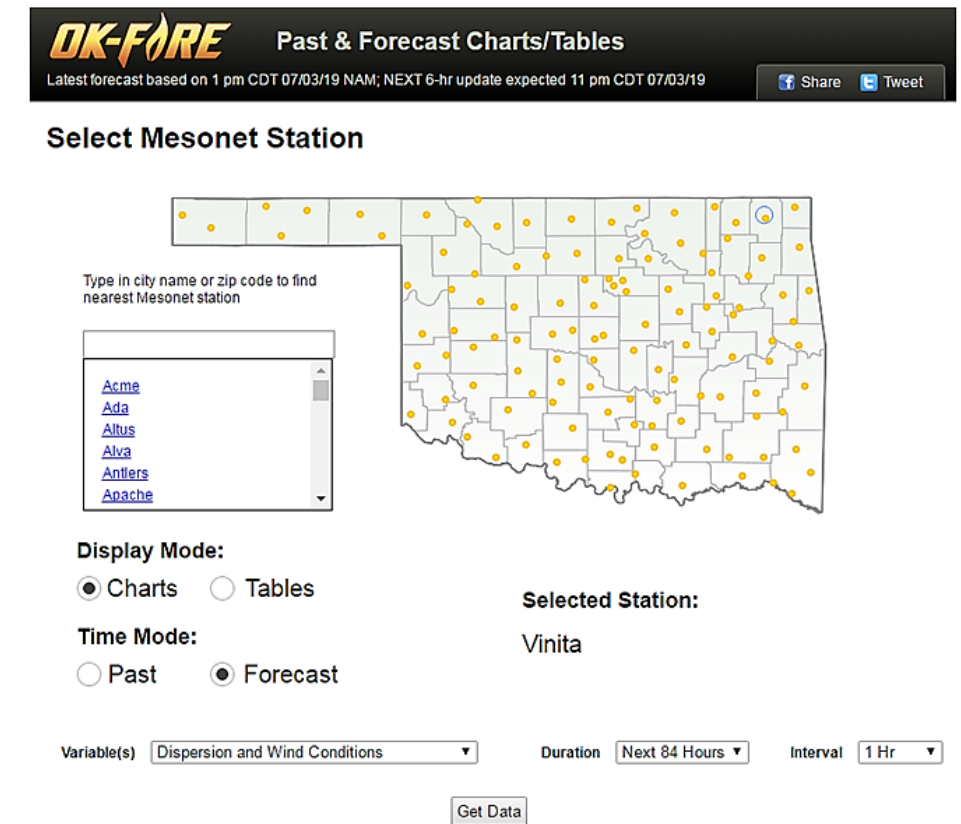 OK-FIRE Past & Forecast Charts/Tables
Latest forecast based on 1 pm CDT 07/03/19 NAM; NEXT 6-hr update expected 11 pm CDT 07/03/19
Share Tweet
Select Mesonet Station
Type in city name or zip code to find
nearest Mesonet station
Acme
Ada
Altus
Alva
Antlers
Apache
Display Mode:
Charts Tables
Time Mode:
Past Forecast
Selected Station:
Vinita
Variable(s) Dispersion and Wind Conditions Duration Next 84 Hours Interval 1 Hr
Get Data